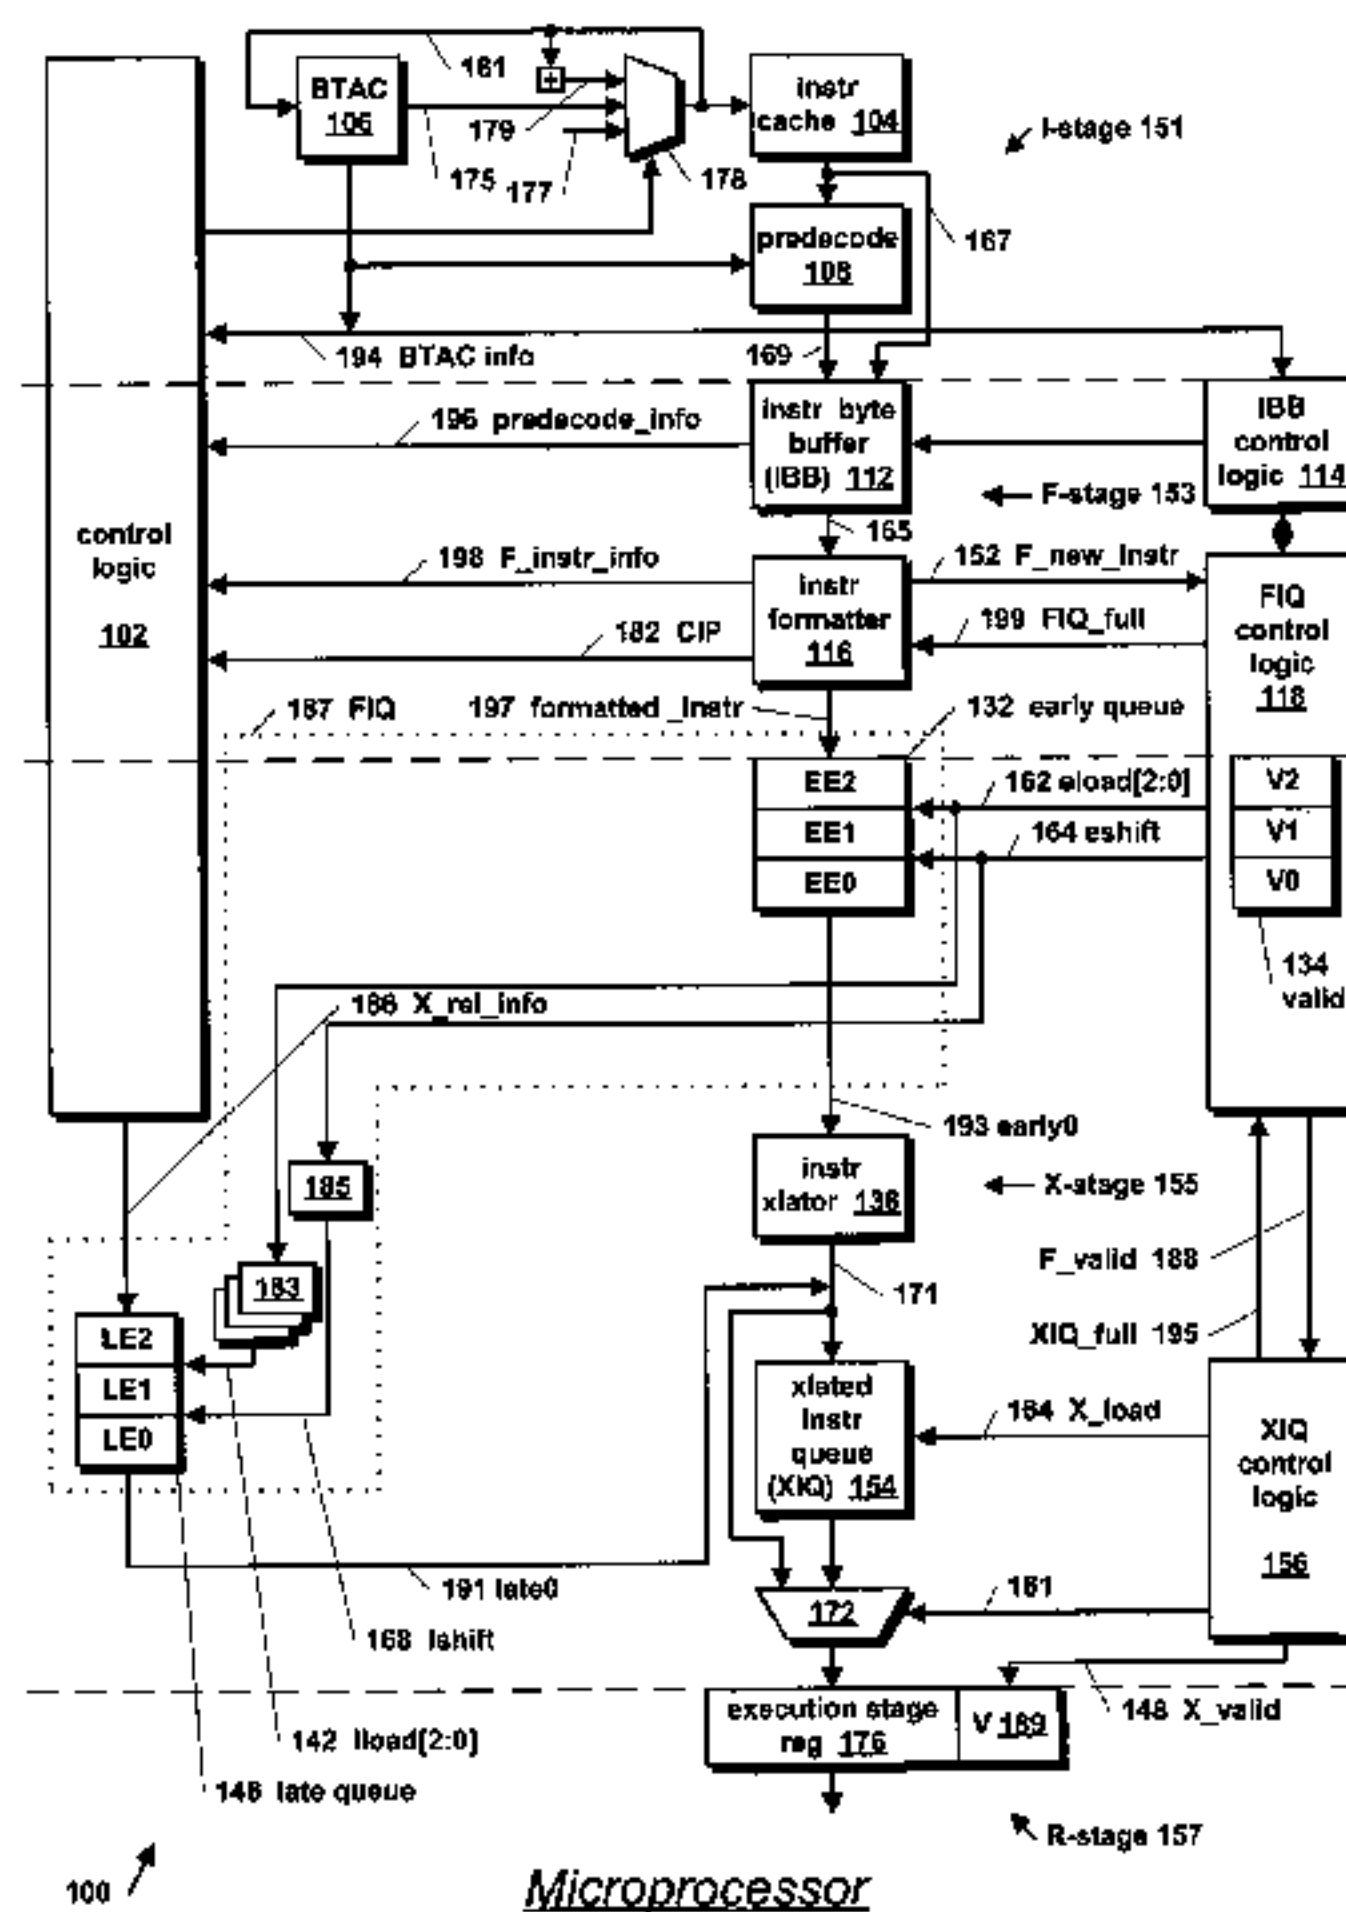 181
BTAC
106
instr
cache 104
I-stage 151
179
175
177
178
predecode
108
167
194 BTAC info
169
196 predecode_info
instr byte
buffer
(IBB) 112
IBB
control
logic 114
F-stage 153
control
logic
102
165
198 F_instr_info
152 F_new_instr
instr
formatter
116
199 FIQ_full
FIQ
control
logic
118
182 CIP
187 FIQ
197 formatted_instr
132 early queue
EE2
162 eload[2:0]
V2
EE1
164 eshift
V1
EE0
V0
134
valid
186 X_rel_info
193 early0
185
instr
xlator 138
X-stage 155
F_valid 188
183
171
XIQ_full 195
LE2
LE1
LE0
xlated
instr
queue
(XIQ) 154
184 X_load
XIQ
control
logic
156
191 late0
172
161
168 lshift
execution stage
reg 176
V 189
148 X_valid
142 lload[2:0]
146 late queue
R-stage 157
100
Microprocessor